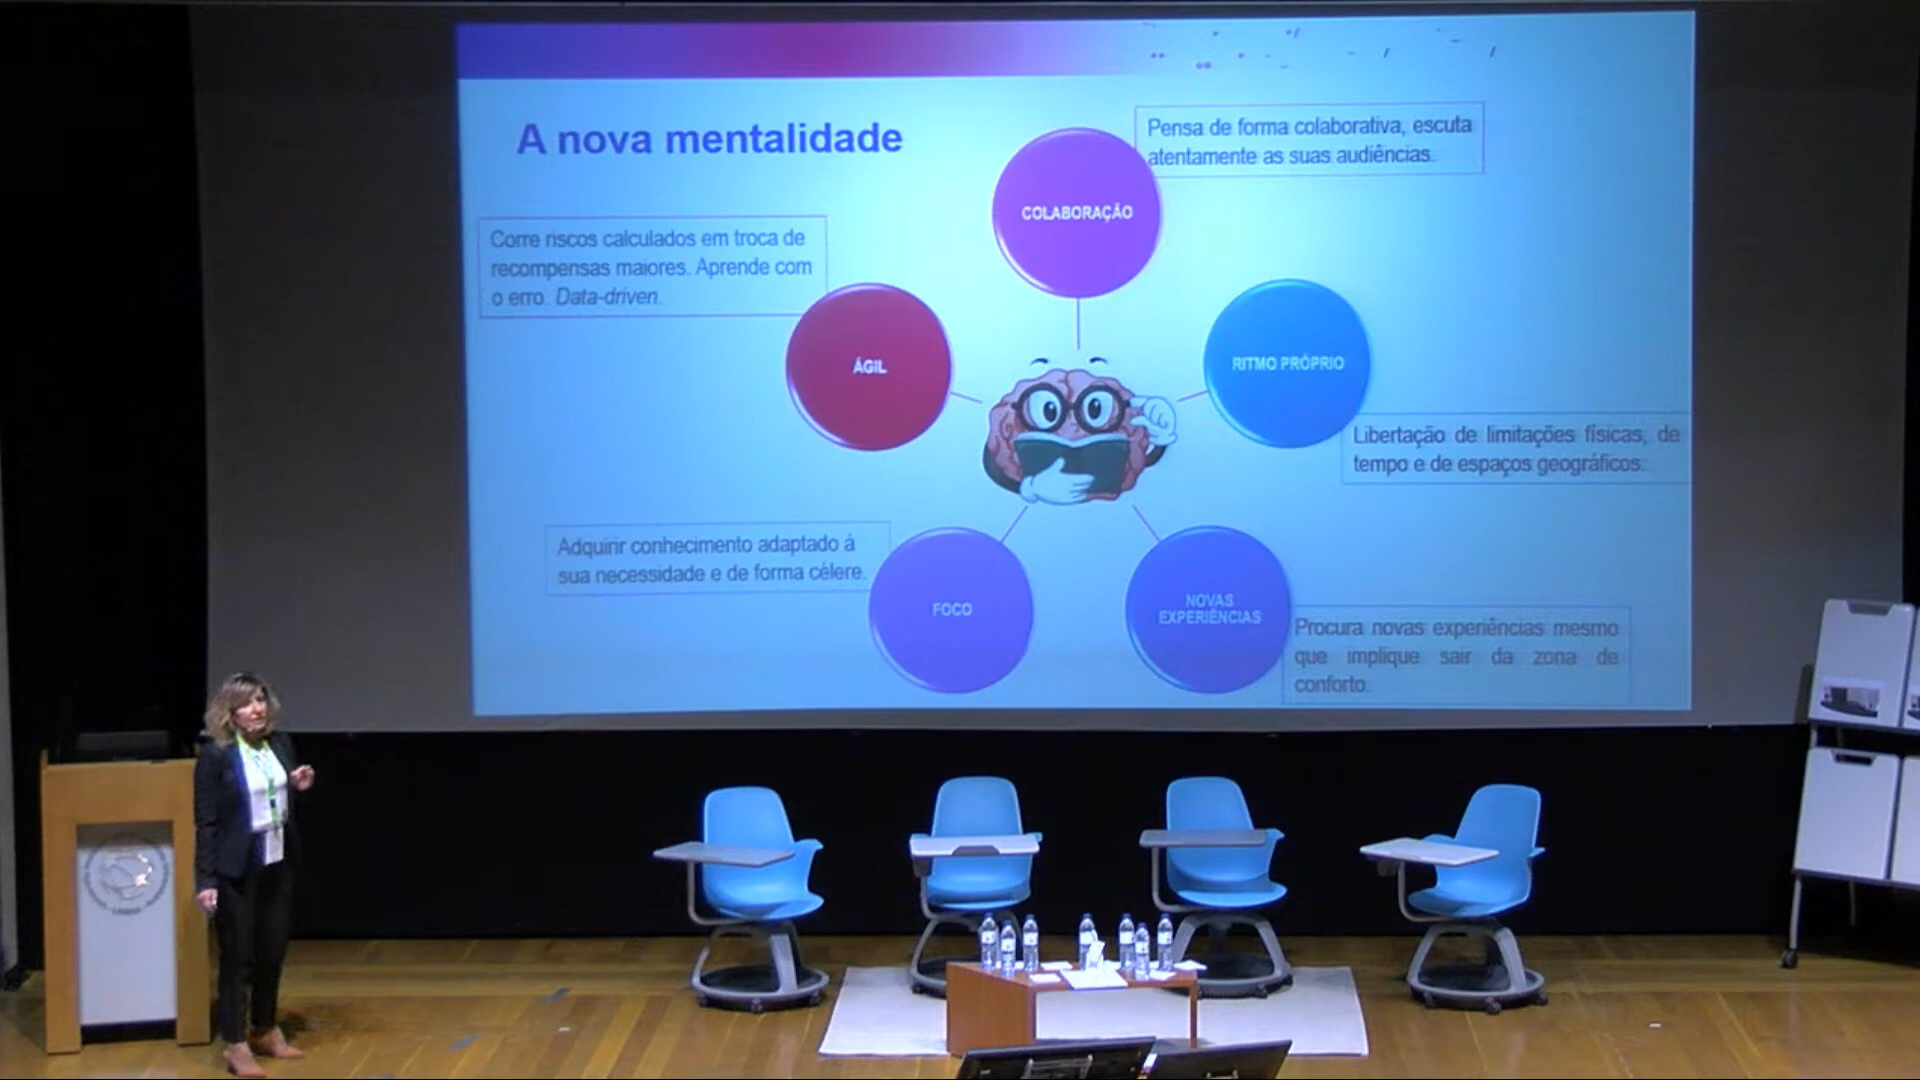 A nova mentalidade
Pensa de forma colaborativa, escuta
atentamente as suas audiências.
COLABORAÇÃO
Corre riscos calculados em troca de
recompensas maiores. Aprende com
o erro. Data-driven.
ÁGIL
RITMO PRÓPRIO
Libertação de limitações físicas, de
tempo e de espaços geográficos.
Adquirir conhecimento adaptado à
sua necessidade e de forma célere.
FOCO
NOVAS
EXPERIÊNCIAS
Procura novas experiências mesmo
que implique sair da zona de
conforto.